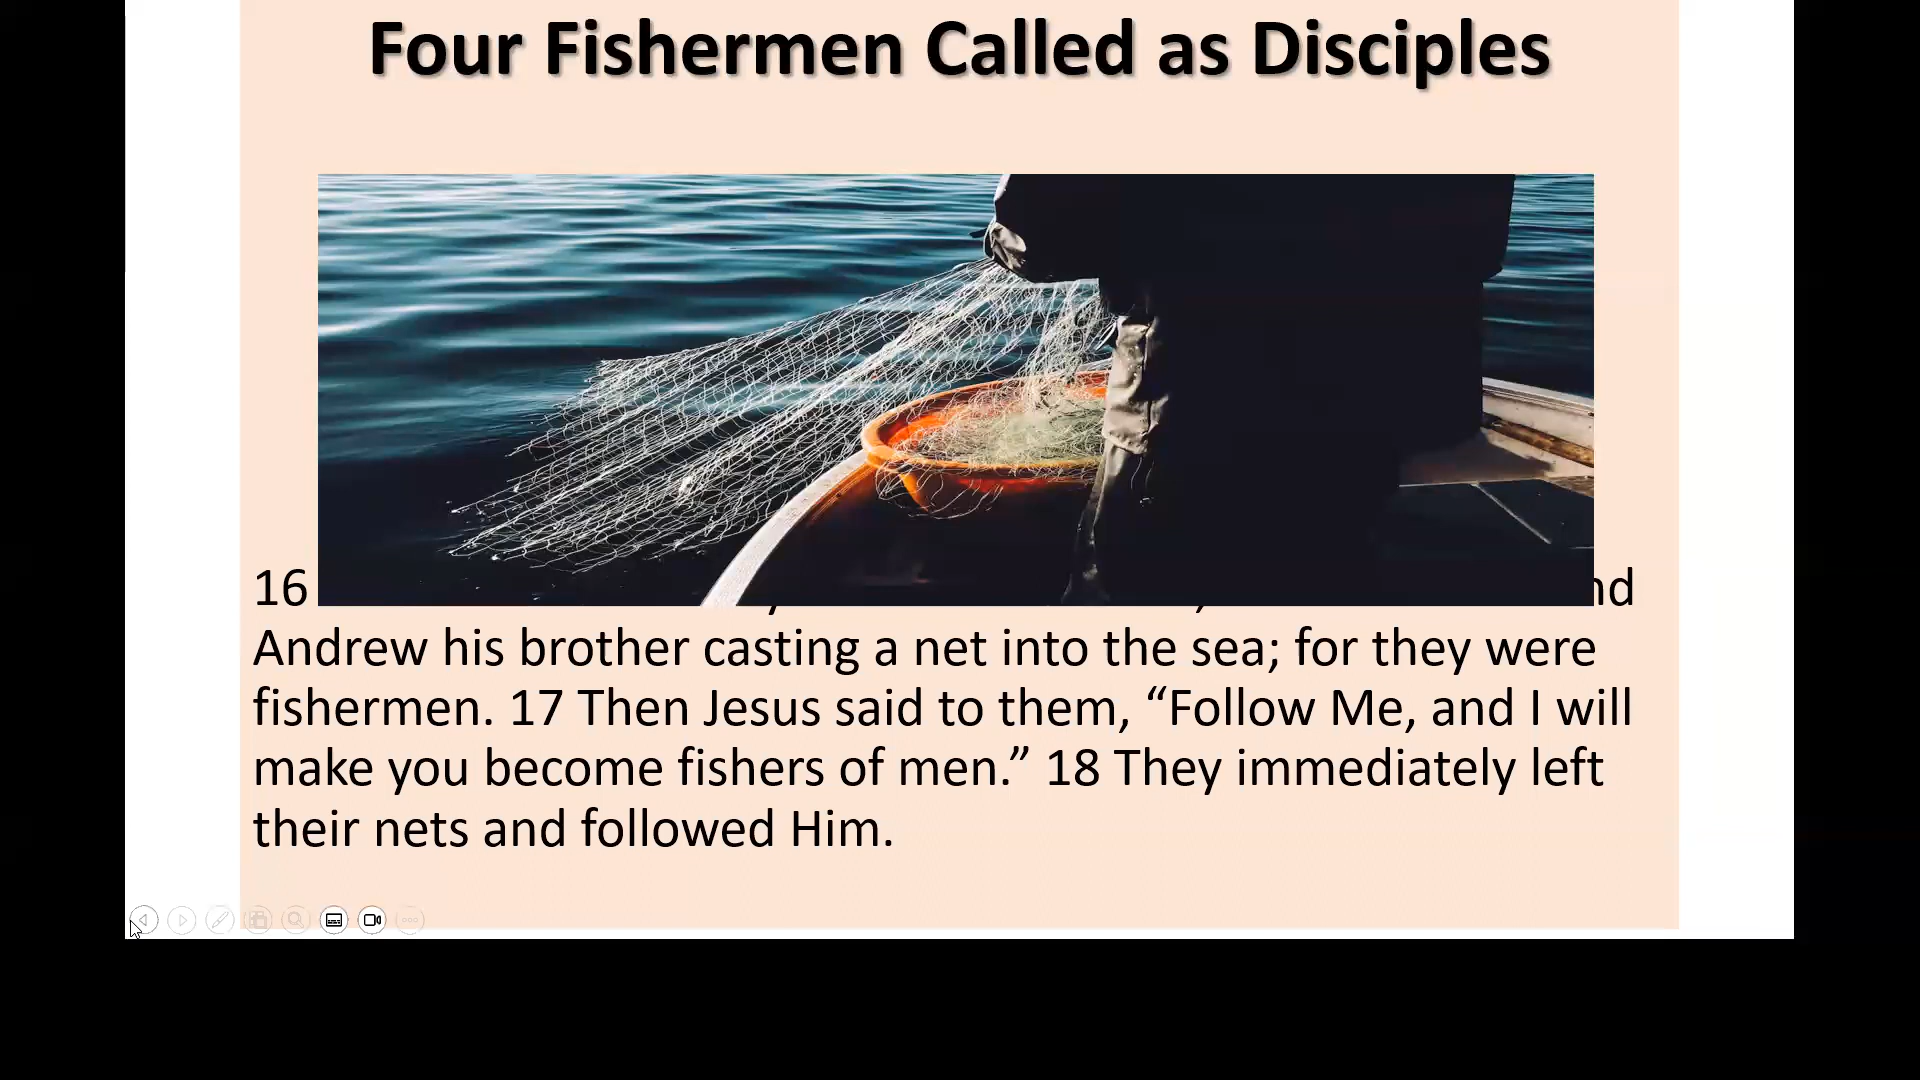 Four Fishermen Called as Disciples
16
Andrew his brother casting a net into the sea; for they were
fishermen. 17 Then Jesus said to them, “Follow Me, and I will
make you become fishers of men.” 18 They immediately left
their nets and followed Him.